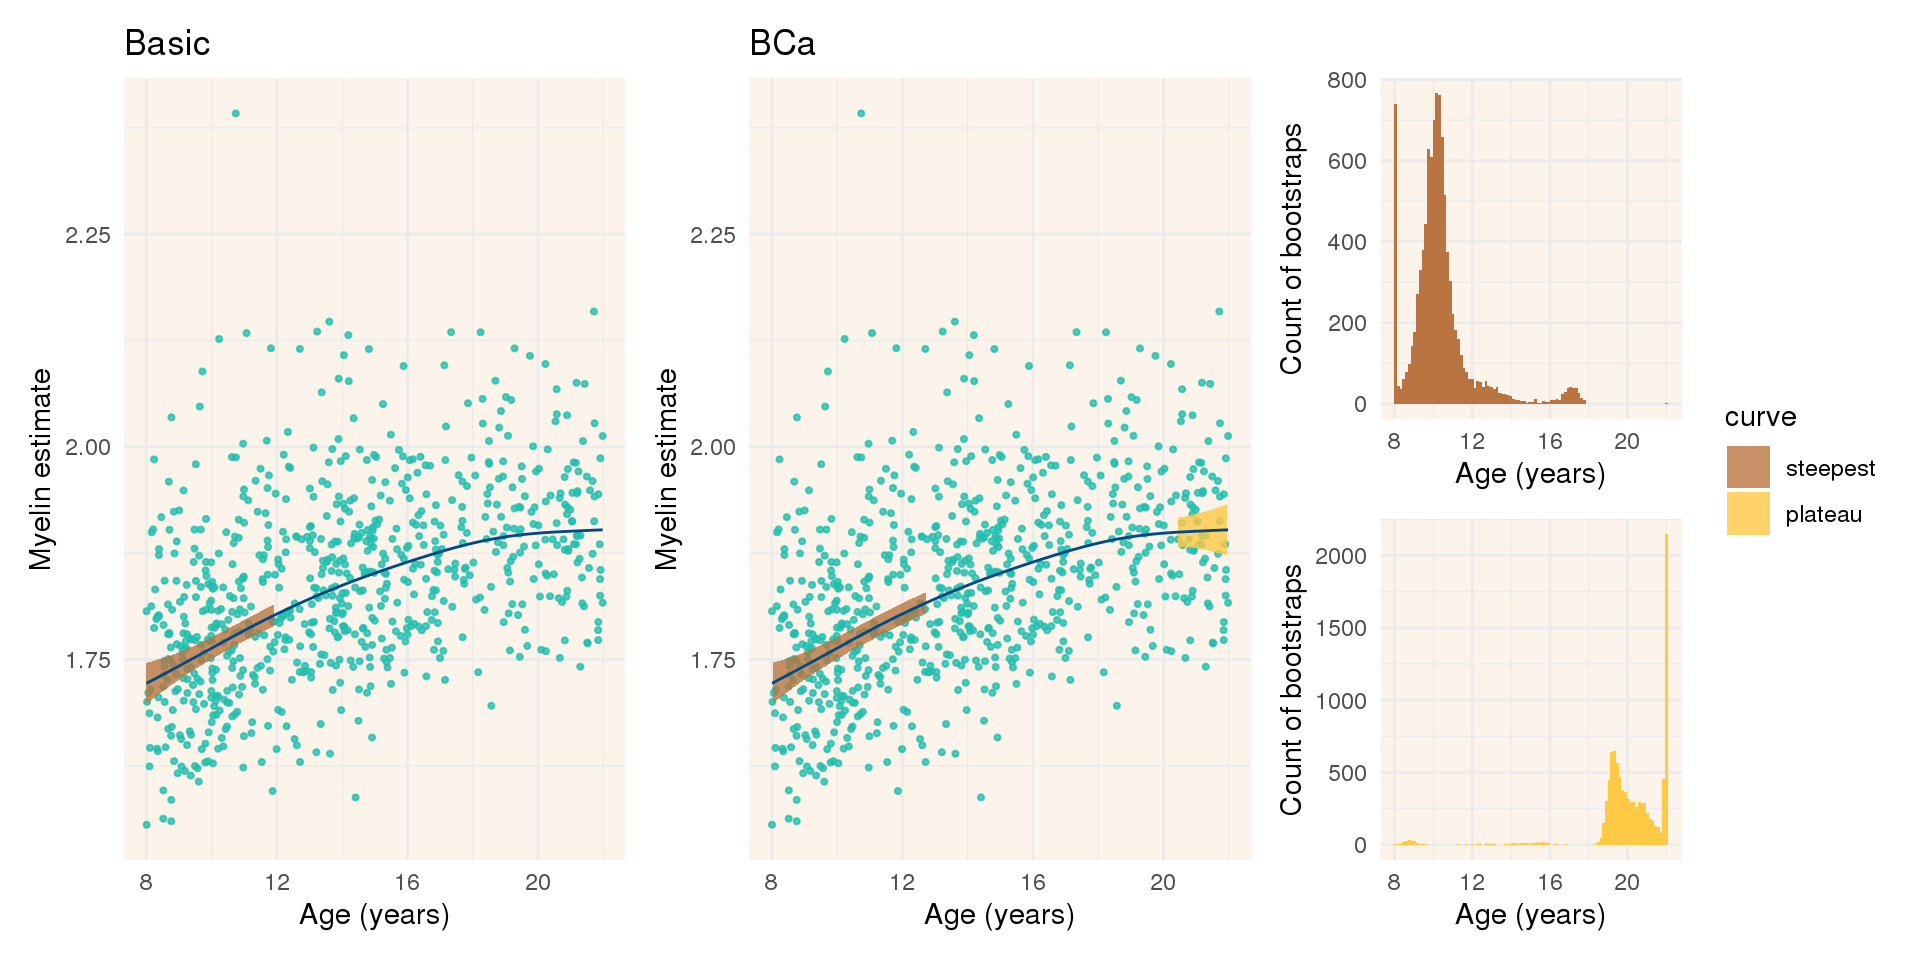 Basic
Myelin estimate
2.25
2.00
1.75
8 12 16 20
Age (years)
BCa
Myelin estimate
2.25
2.00
1.75
8 12 16 20
Age (years)
Count of bootstraps
800
600
400
200
0
8 12 16 20
Age (years)
Count of bootstraps
2000
1500
1000
500
0
8 12 16 20
Age (years)
curve
steepest
plateau